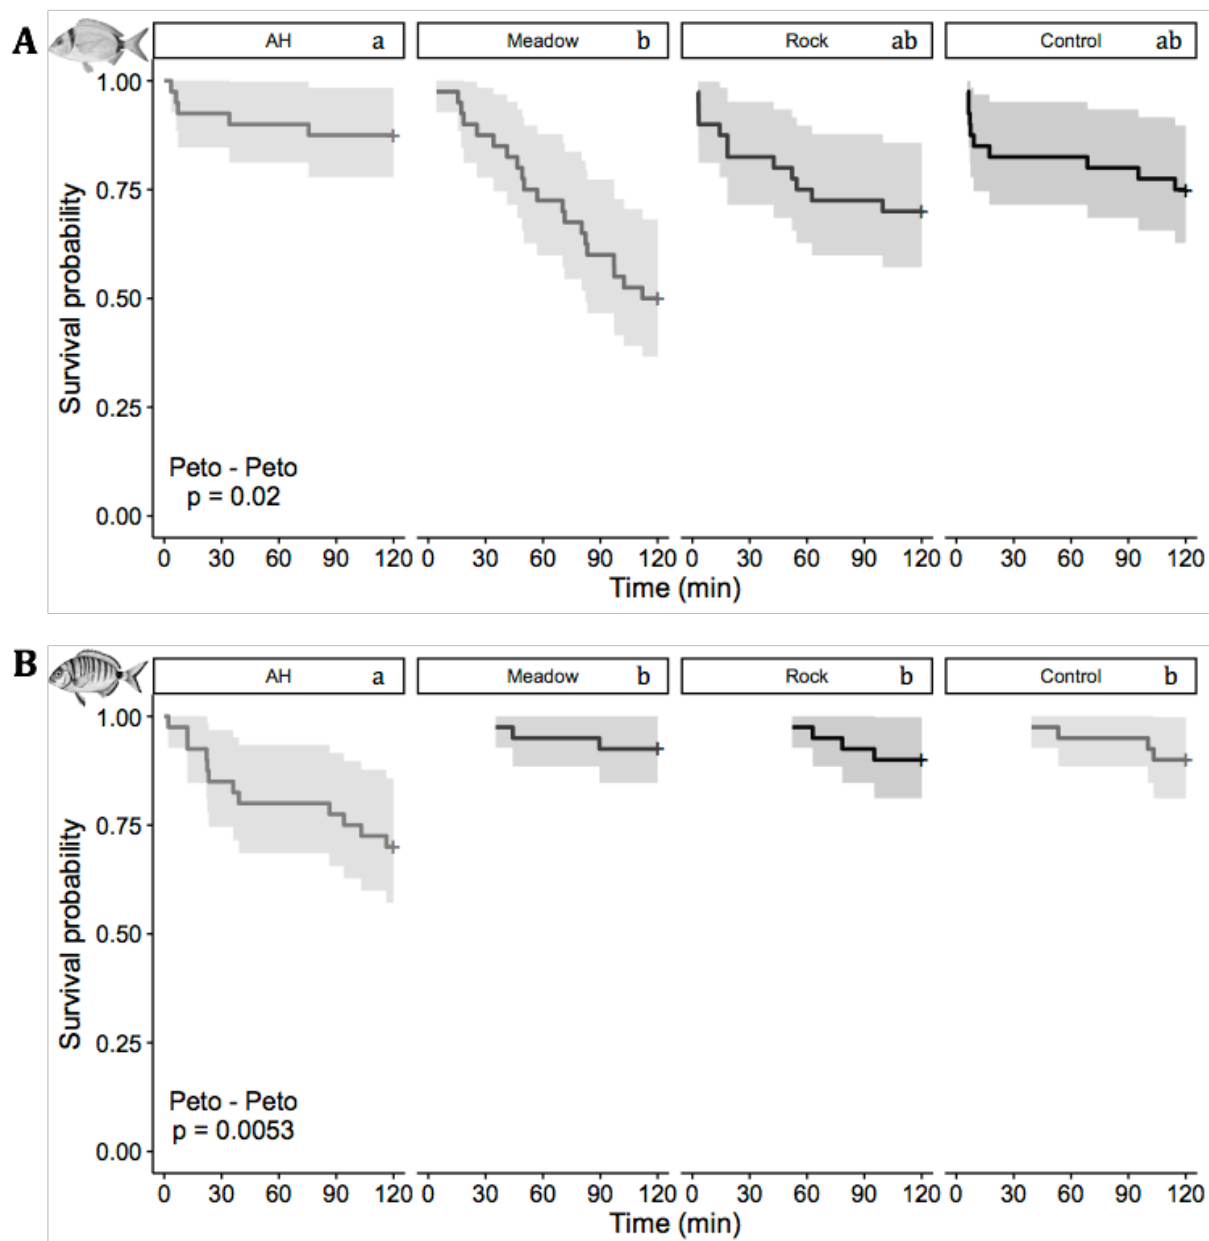 A
AH a Meadow b Rock ab Control ab
Survival probability
1.00
0.75
0.50
0.25
0.00
Peto - Peto
p = 0.02
0 30 60 90 120 0 30 60 90 120 0 30 60 90 120 0 30 60 90 120
Time (min)
B
AH a Meadow b Rock b Control b
Survival probability
1.00
0.75
0.50
0.25
0.00
Peto - Peto
p = 0.0053
0 30 60 90 120 0 30 60 90 120 0 30 60 90 120 0 30 60 90 120
Time (min)